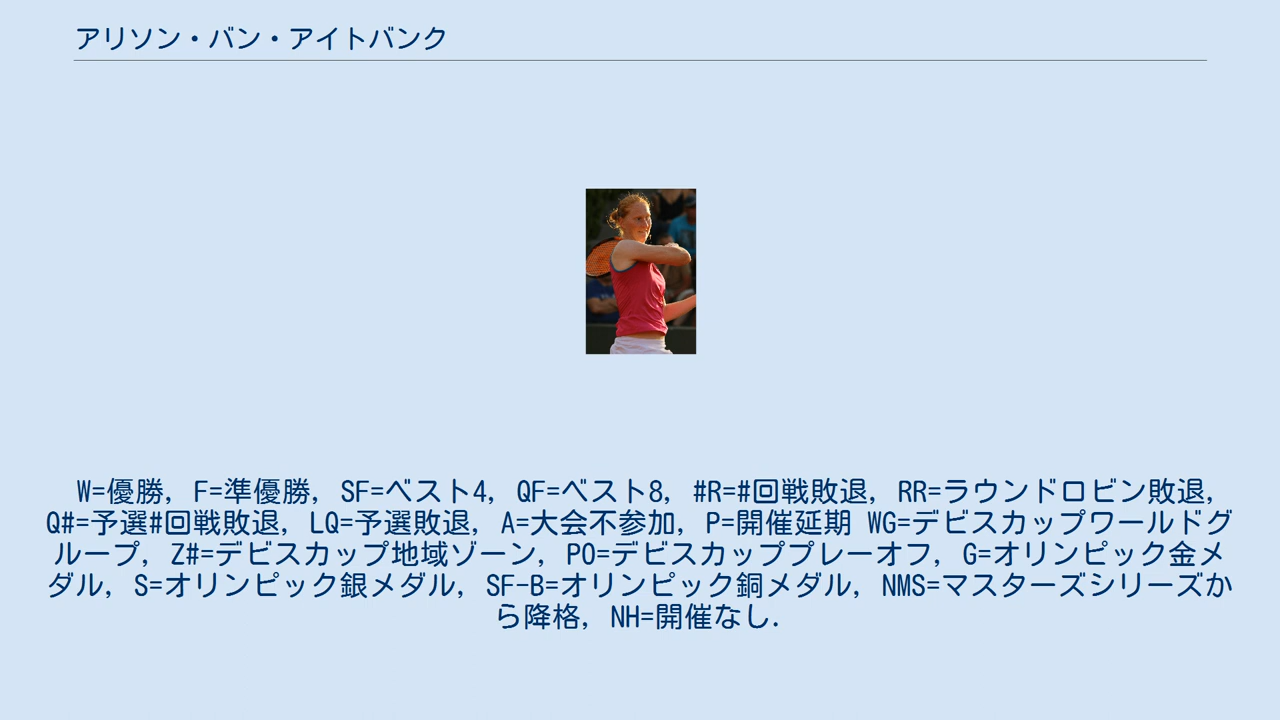 アリソン・バン・アイトバンク
W=優勝, F=準優勝, SF=ベスト4, QF=ベスト8, #R=#回戦敗退, RR=ラウンドロビン敗退,
Q#=予選#回戦敗退, LQ=予選敗退, A=大会不参加, P=開催延期 WG=デビスカップワールドグ
ループ, Z#=デビスカップ地域ゾーン, PO=デビスカッププレーオフ, G=オリンピック金メ
ダル, S=オリンピック銀メダル, SF-B=オリンピック銅メダル, NMS=マスターズシリーズか
ら降格, NH=開催なし.